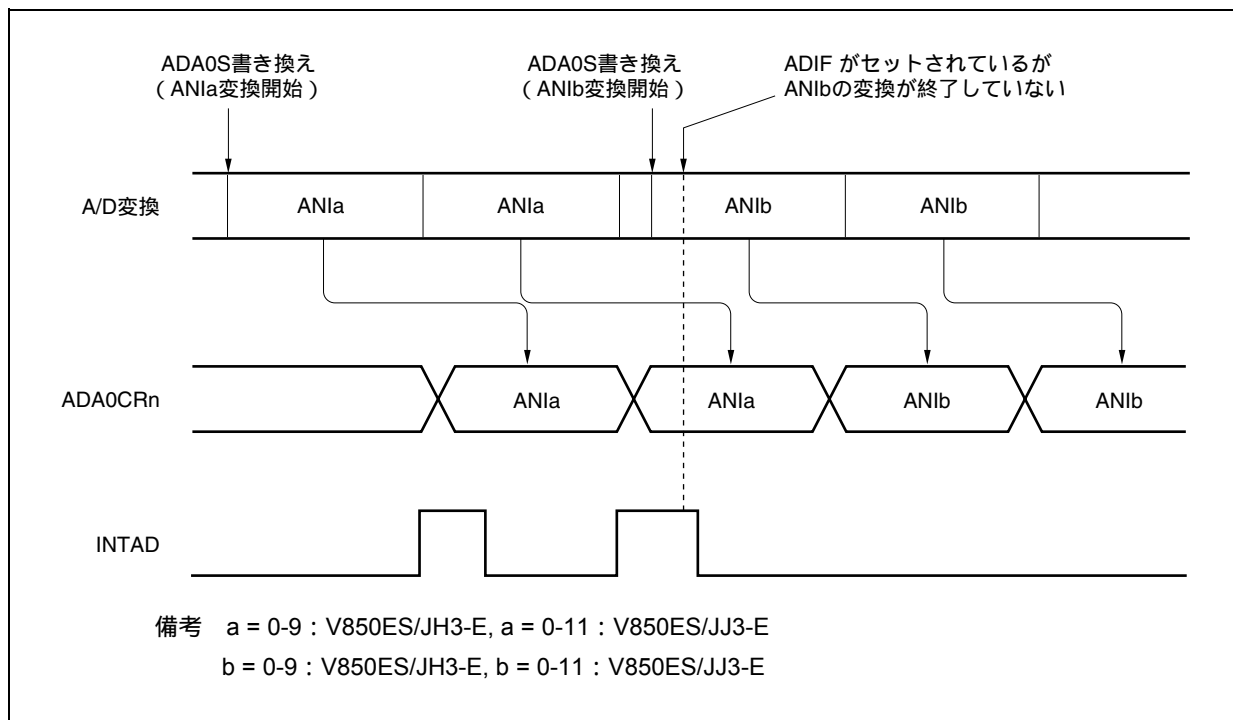 ADA0S書き換え
（ANIa変換開始）
ADA0S書き換え
（ANIb変換開始）
ADIF がセットされているが
ANIbの変換が終了していない
A/D変換
ANIa
ANIa
ANIb
ANIb
ADA0CRn
ANIa
ANIa
ANIb
ANIb
INTAD
備考 a = 0-9：V850ES/JH3-E, a = 0-11：V850ES/JJ3-E
b = 0-9：V850ES/JH3-E, b = 0-11：V850ES/JJ3-E